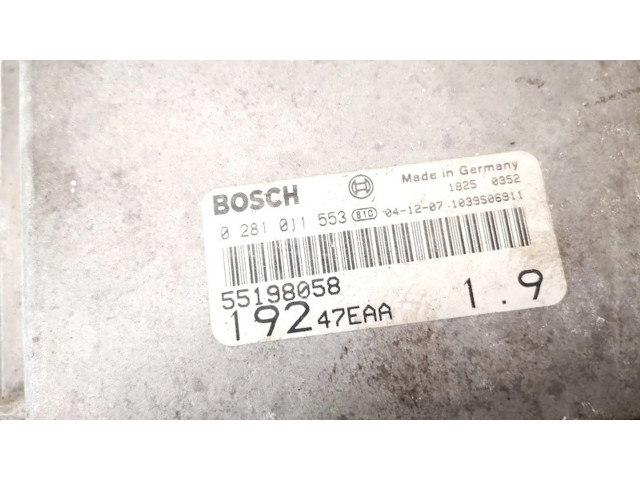 BOSCH Made in Germany
1825 0352
0 281 011 553 810 04-12-07 1039S06911
55198058
192 47EAA 1.9